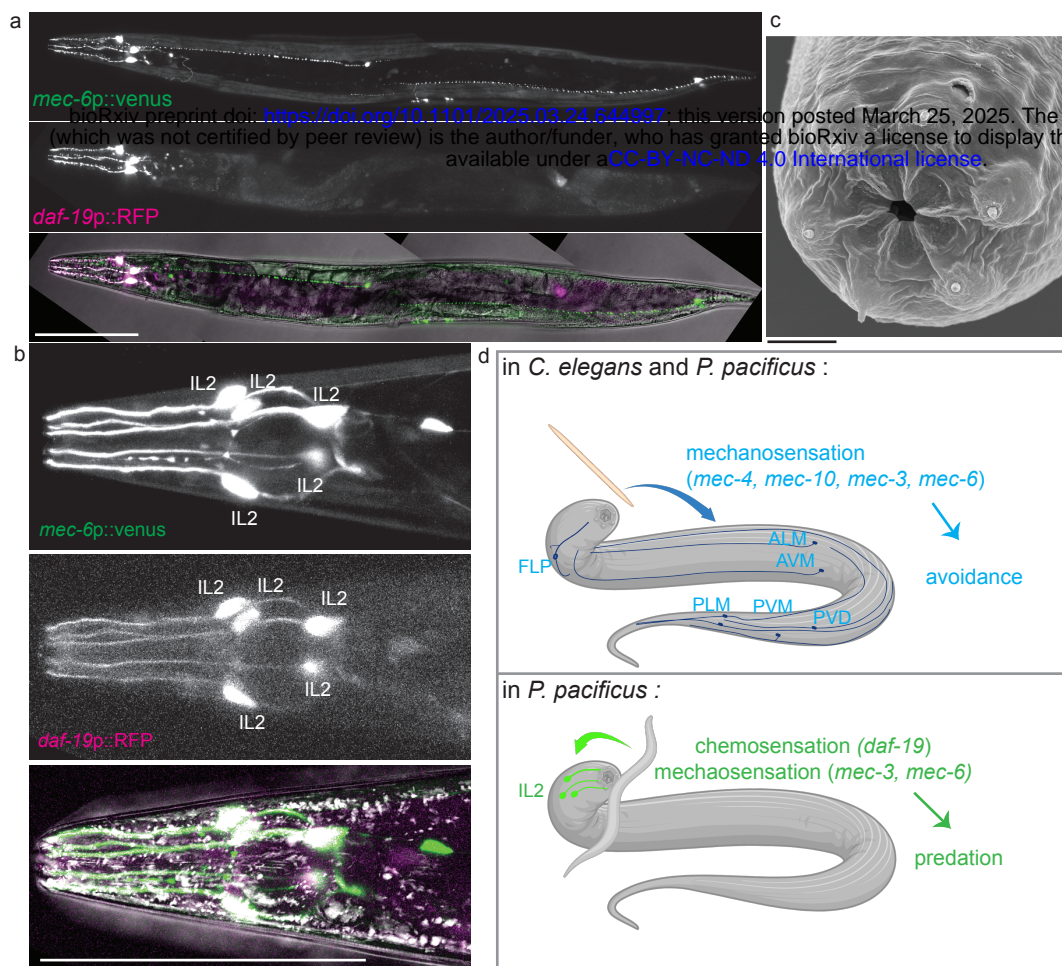 a
mec-6p::venus
daf-19p::RFP
c
bioRxiv preprint doi: https://doi.org/10.1101/2025.03.24.644997; this version posted March 25, 2025. The
(which was not certified by peer review) is the author/funder, who has granted bioRxiv a license to display th
available under aCC-BY-NC-ND 4.0 International license.
b
IL2
IL2
IL2
IL2
IL2
mec-6p::venus
IL2
IL2
IL2
IL2
IL2
daf-19p::RFP
d
in C. elegans and P. pacificus :
mechanosensation
(mec-4, mec-10, mec-3, mec-6)
ALM
AVM
FLP
avoidance
PLM
PVM
PVD
in P. pacificus :
chemosensation (daf-19)
mechaosensation (mec-3, mec-6)
IL2
predation